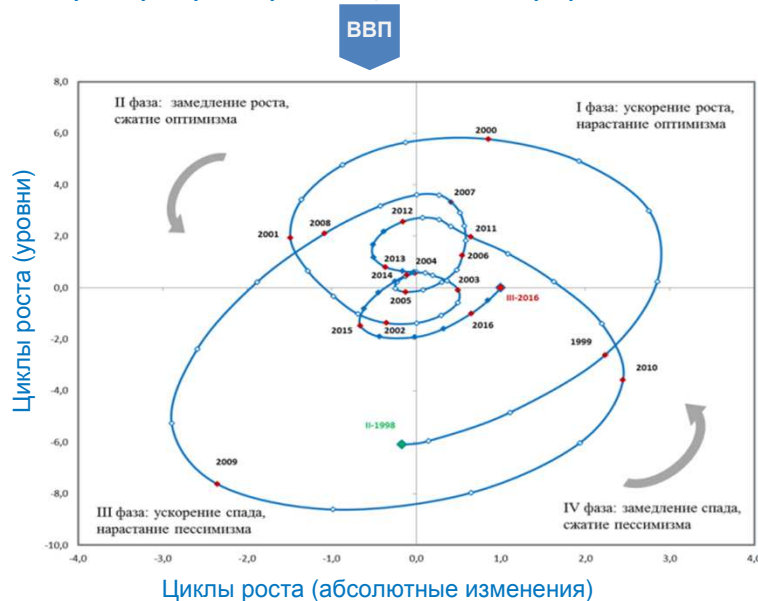 ВВП
8,0
6,0
4,0
2,0
0,0
-2,0
-4,0
-6,0
-8,0
-10,0
Циклы роста (уровни)
II фаза: замедление роста,
сжатие оптимизма
I фаза: ускорение роста,
нарастание оптимизма
2000
2007
2012
2011
2008
2001
2013
2004
2006
2014
2003
2005
III-2016
2015
2002
2016
1999
2010
II-1998
2009
III фаза: ускорение спада,
нарастание пессимизма
IV фаза: замедление спада,
сжатие пессимизма
-4,0
-3,0
-2,0
-1,0
0,0
1,0
2,0
3,0
4,0
Циклы роста (абсолютные изменения)